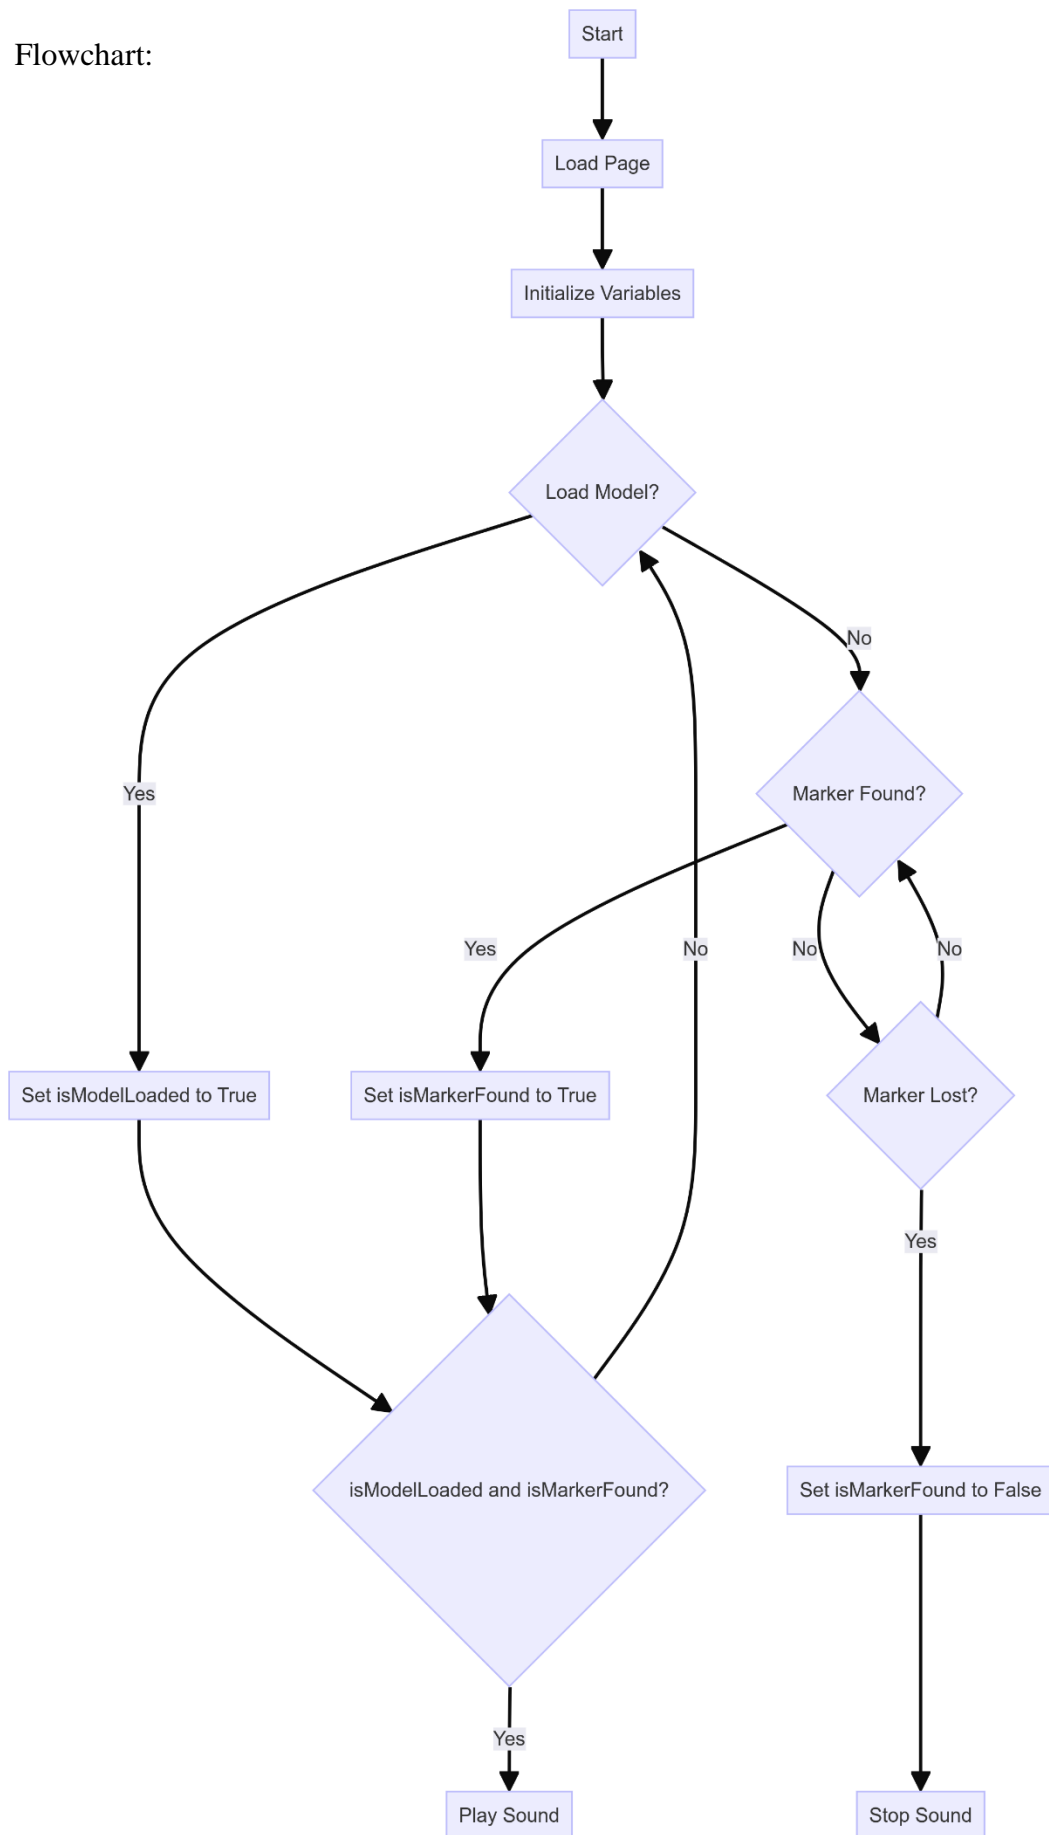 Flowchart:
Start
Load Page
Initialize Variables
Load Model?
No
Yes
Marker Found?
Yes
No
No
No
Set isModelLoaded to True
Set isMarkerFound to True
Marker Lost?
Yes
isModelLoaded and isMarkerFound?
Set isMarkerFound to False
Yes
Play Sound
Stop Sound